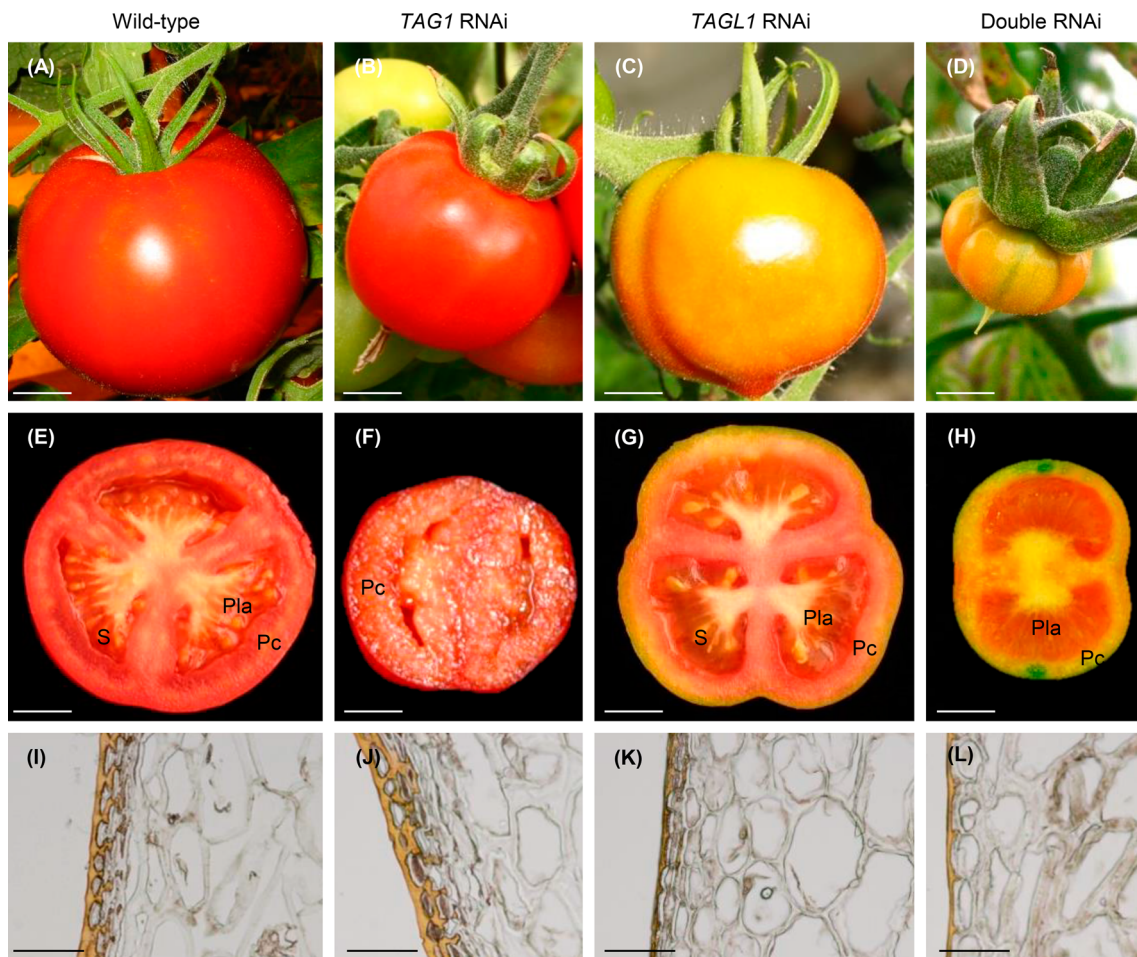 Wild-type TAG1 RNAi TAGL1 RNAi Double RNAi
(A) (B) (C) (D)
(E) (F) (G) (H)
Pc
S Pla Pc
S Pla Pc
Pla Pc
(I) (J) (K) (L)